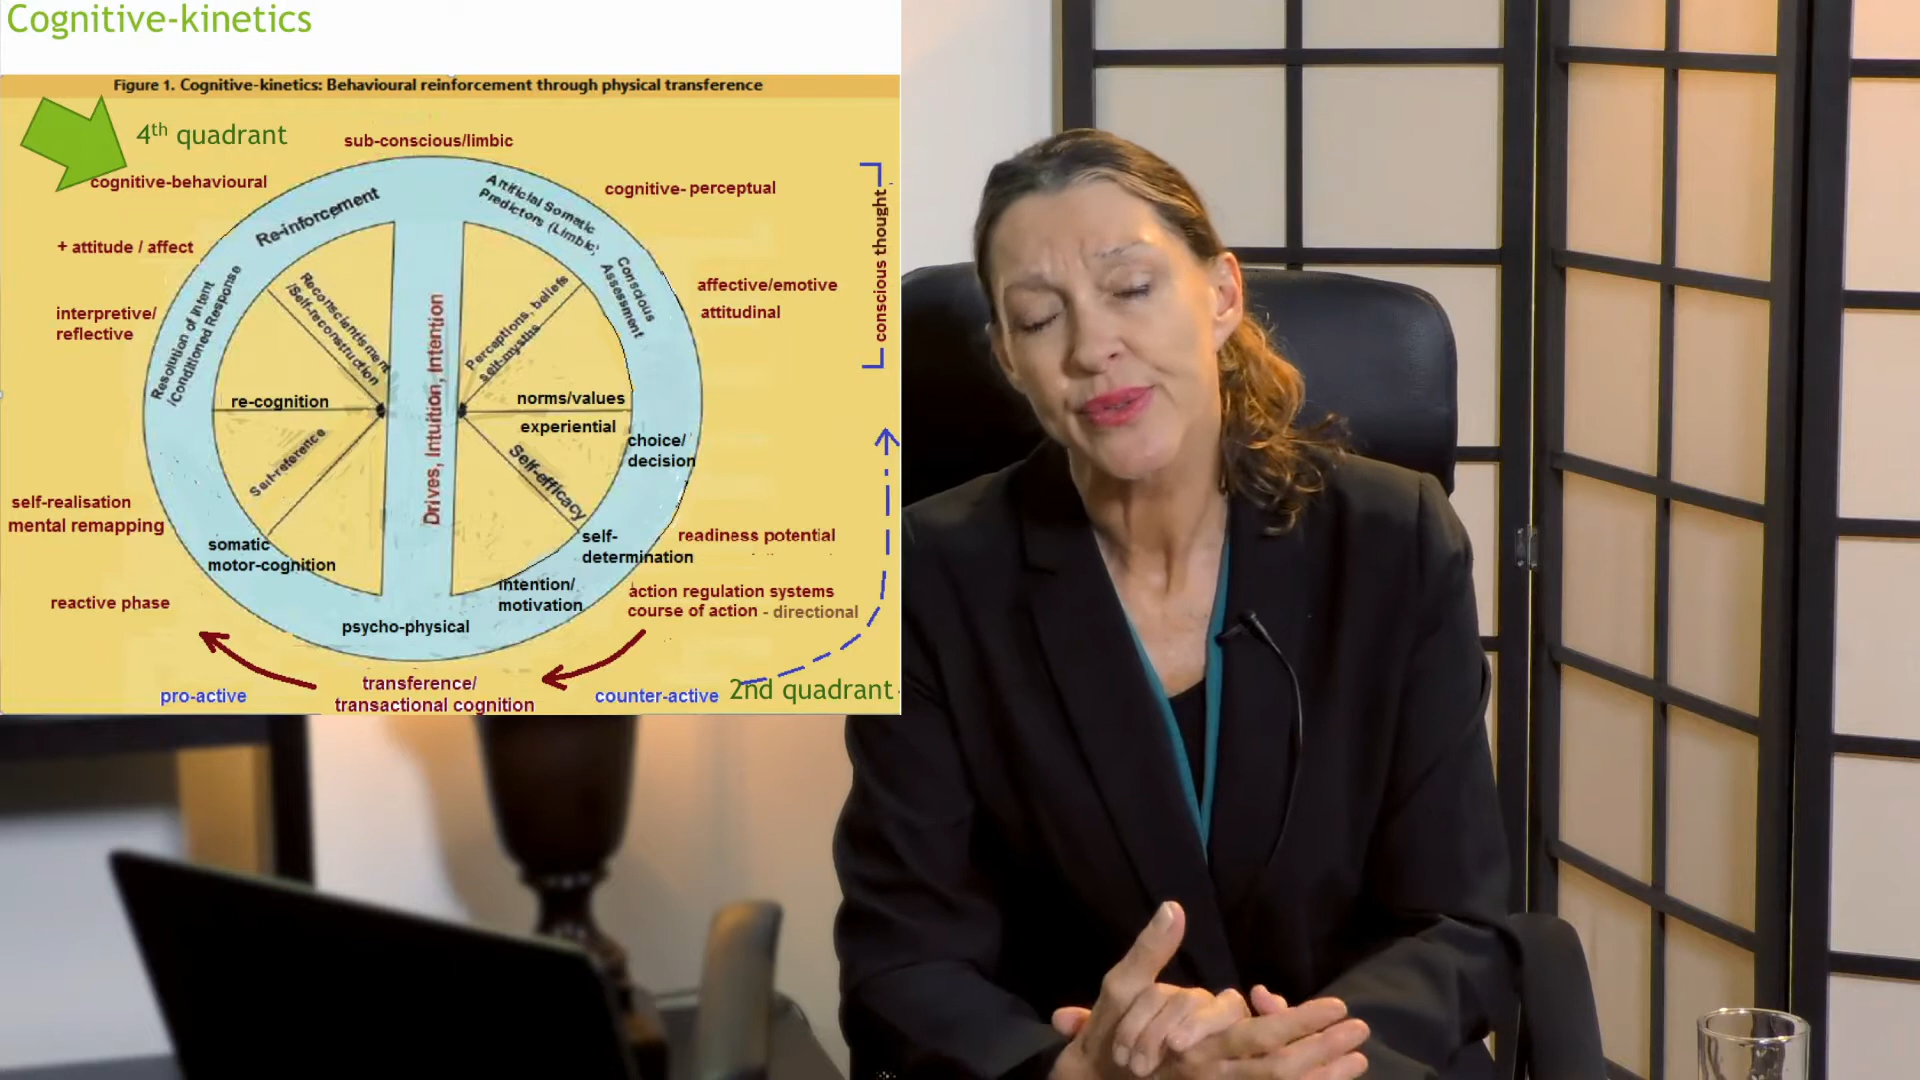 Cognitive-kinetics
Figure 1. Cognitive-kinetics: Behavioural reinforcement through physical transference
4th quadrant
sub-conscious/limbic
cognitive-behavioural
cognitive- perceptual
Re-inforcement
Artificial Somatic
Predictors (Limbic)
conscious thought
+ attitude / affect
Conscious
Assessment
Resolution of Intent
/Conditioned Response
Reconscientisment
/Self-reconstruction
Drives, Intuition, Intention
Perceptions, beliefs
self-mysths
affective/emotive
attitudinal
interpretive/
reflective
re-cognition
norms/values
experiential
choice/
decision
Self-reference
Self-efficacy
self-realisation
mental remapping
somatic
motor-cognition
self-
determination
readiness potential
intention/
motivation
action regulation systems
course of action - directional
reactive phase
psycho-physical
transference/
transactional cognition
pro-active
counter-active
2nd quadrant